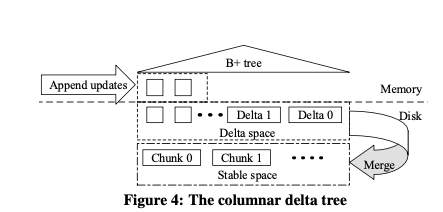 B+ tree
Append updates
Memory
Disk
• • • Delta 1 Delta 0
Delta space
Chunk 0 Chunk 1 • • • •
Merge
Stable space
Figure 4: The columnar delta tree